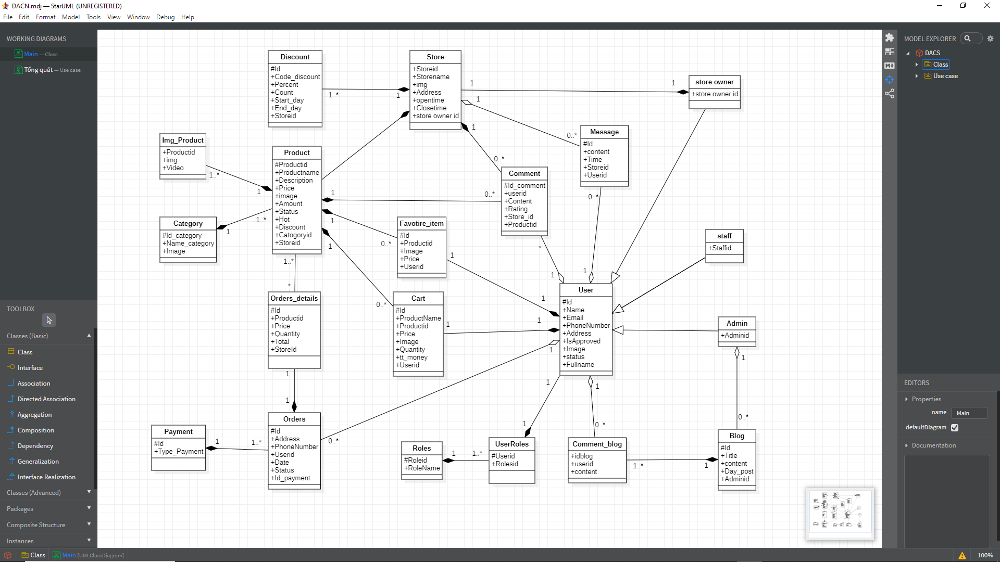 DACN.mdj — StarUML (UNREGISTERED)
File Edit Format Model Tools View Window Debug Help
WORKING DIAGRAMS
Main — Class
Tổng quát — Use case
TOOLBOX
Classes (Basic)
Class
Interface
Association
Directed Association
Aggregation
Composition
Dependency
Generalization
Interface Realization
Classes (Advanced)
Packages
Composite Structure
Instances
Discount
#Id
+Code_discount
+Percent
+Count
+Start_day
+End_day
+Storeid
1..*
1
Store
+Storeid
+Storename
+img
+Address
+opentime
+Closetime
+store owner id
1
1
1
1
store owner
+store owner id
Message
#Id
+content
+Time
+Storeid
+Userid
0..*
0..*
Img_Product
+Productid
+img
+Video
1..*
1
Product
#Productid
+Productname
+Description
+Price
+image
+Amount
+Status
+Hot
+Discount
+Catogoryid
+Storeid
1
0..*
1
1
1..*
Comment
#Id_comment
+userid
+Content
+Rating
+Store_id
+Productid
0..*
*
1
Category
#Id_category
+Name_category
+Image
1
1..*
Favotire_item
#Id
+Productid
+Image
+Price
+Userid
0..*
1
1
staff
+Staffid
Orders_details
#Id
+Productid
+Price
+Quantity
+Total
+StoreId
*
1
1
Cart
#Id
+ProductName
+Productid
+Price
+Image
+Quantity
+tt_money
+Userid
0..*
1
1
User
#Id
+Name
+Email
+PhoneNumber
+Address
+IsApproved
+Image
+status
+Fullname
1
1
1
1
Admin
+Adminid
1
0..*
Payment
#Id
+Type_Payment
1
1..*
Orders
#Id
+Address
+PhoneNumber
+Userid
+Date
+Status
+Id_payment
0..*
Roles
#Roleid
+RoleName
1
1..*
UserRoles
#Userid
+Rolesid
1
Comment_blog
+idblog
+userid
+content
0..*
1..*
1
Blog
#Id
+Title
+content
+Day_post
+Adminid
M↓
MODEL EXPLORER
DACS
Class
Use case
EDITORS
Properties
name Main
defaultDiagram
Documentation
Class Main [UMLClassDiagram]
100%